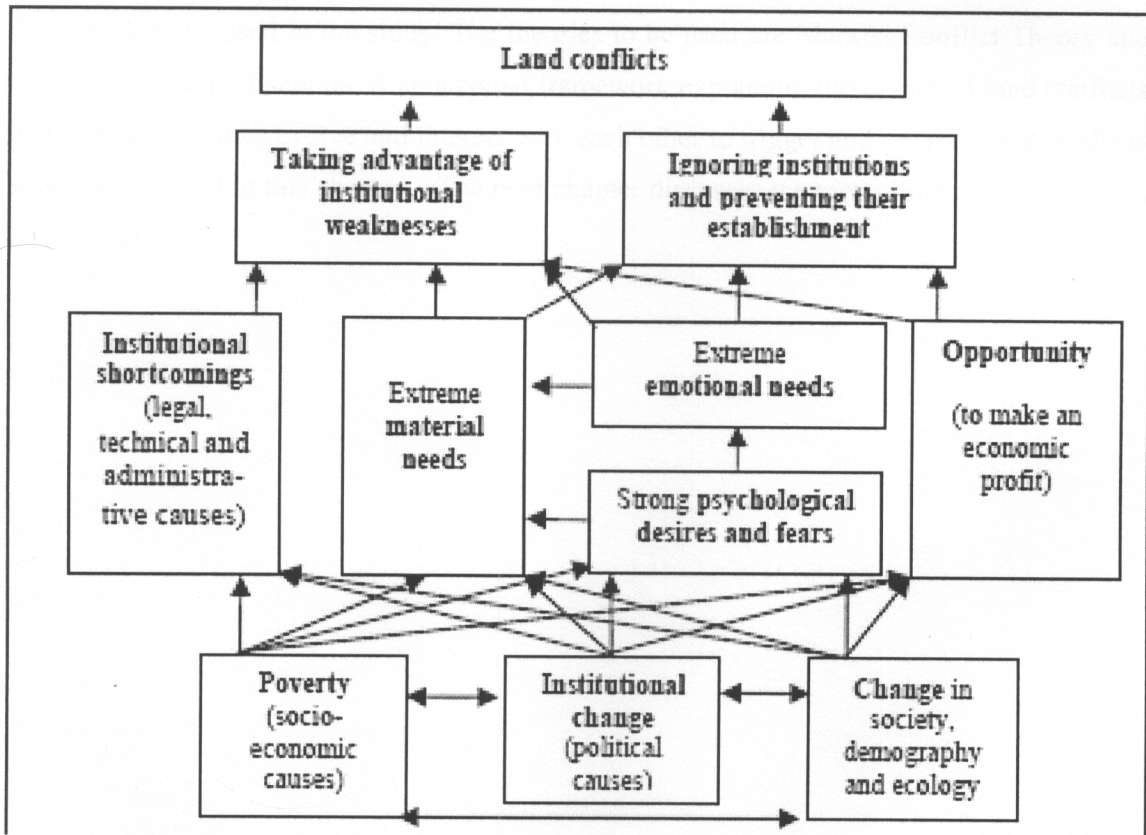 Land conflicts
Taking advantage of
institutional
weaknesses
Ignoring institutions
and preventing their
establishment
Institutional
shortcomings
(legal,
technical and
administra-
tive causes)
Extreme
material
needs
Extreme
emotional needs
Strong psychological
desires and fears
Opportunity
(to make an
economic
profit)
Poverty
(socio-
economic
causes)
Institutional
change
(political
causes)
Change in
society,
demography
and ecology